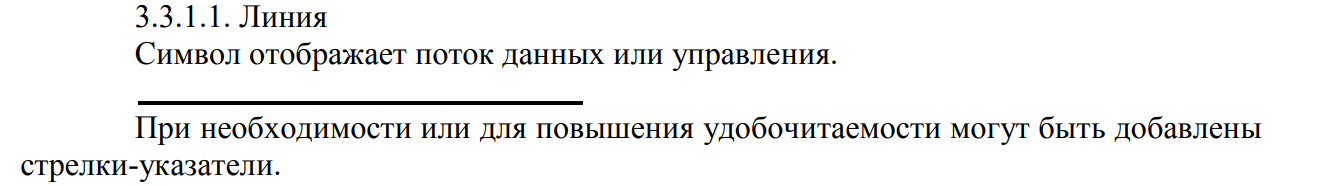 3.3.1.1. Линия
Символ отображает поток данных или управления.
При необходимости или для повышения удобочитаемости могут быть добавлены
стрелки-указатели.